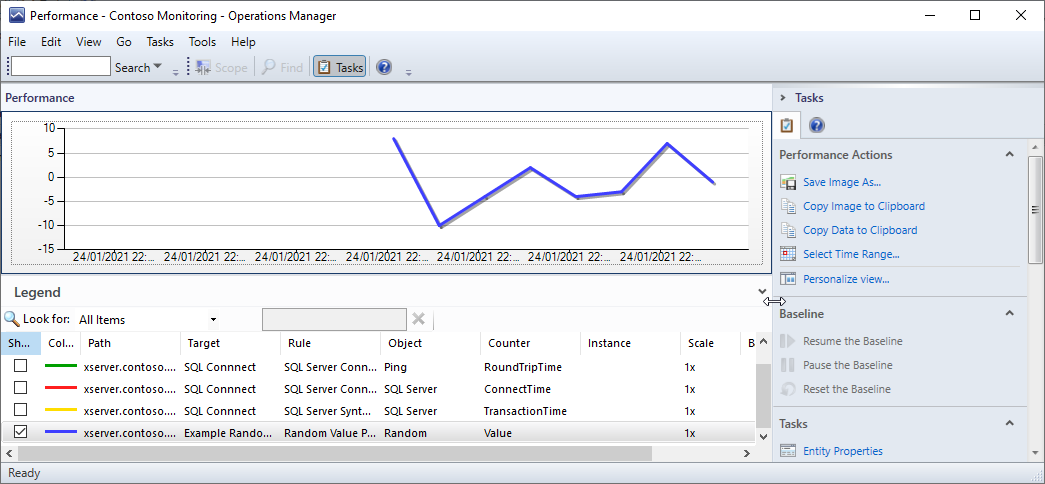 Performance - Contoso Monitoring - Operations Manager
File Edit View Go Tasks Tools Help
Search Scope Find Tasks
Performance
10
5
0
-5
-10
-15
24/01/2021 22:... 24/01/2021 22:... 24/01/2021 22:... 24/01/2021 22:... 24/01/2021 22:... 24/01/2021 22:... 24/01/2021 22:...
Legend
Look for: All Items
Sh... Col... Path Target Rule Object Counter Instance Scale B
xserver.contoso.... SQL Connnect SQL Server Conn... Ping RoundTripTime 1x
xserver.contoso.... SQL Connnect SQL Server Conn... SQL Server ConnectTime 1x
xserver.contoso.... SQL Connnect SQL Server Synt... SQL Server TransactionTime 1x
xserver.contoso.... Example Rando... Random Value P... Random Value 1x
Tasks
Performance Actions
Save Image As...
Copy Image to Clipboard
Copy Data to Clipboard
Select Time Range...
Personalize view...
Baseline
Resume the Baseline
Pause the Baseline
Reset the Baseline
Tasks
Entity Properties
Ready